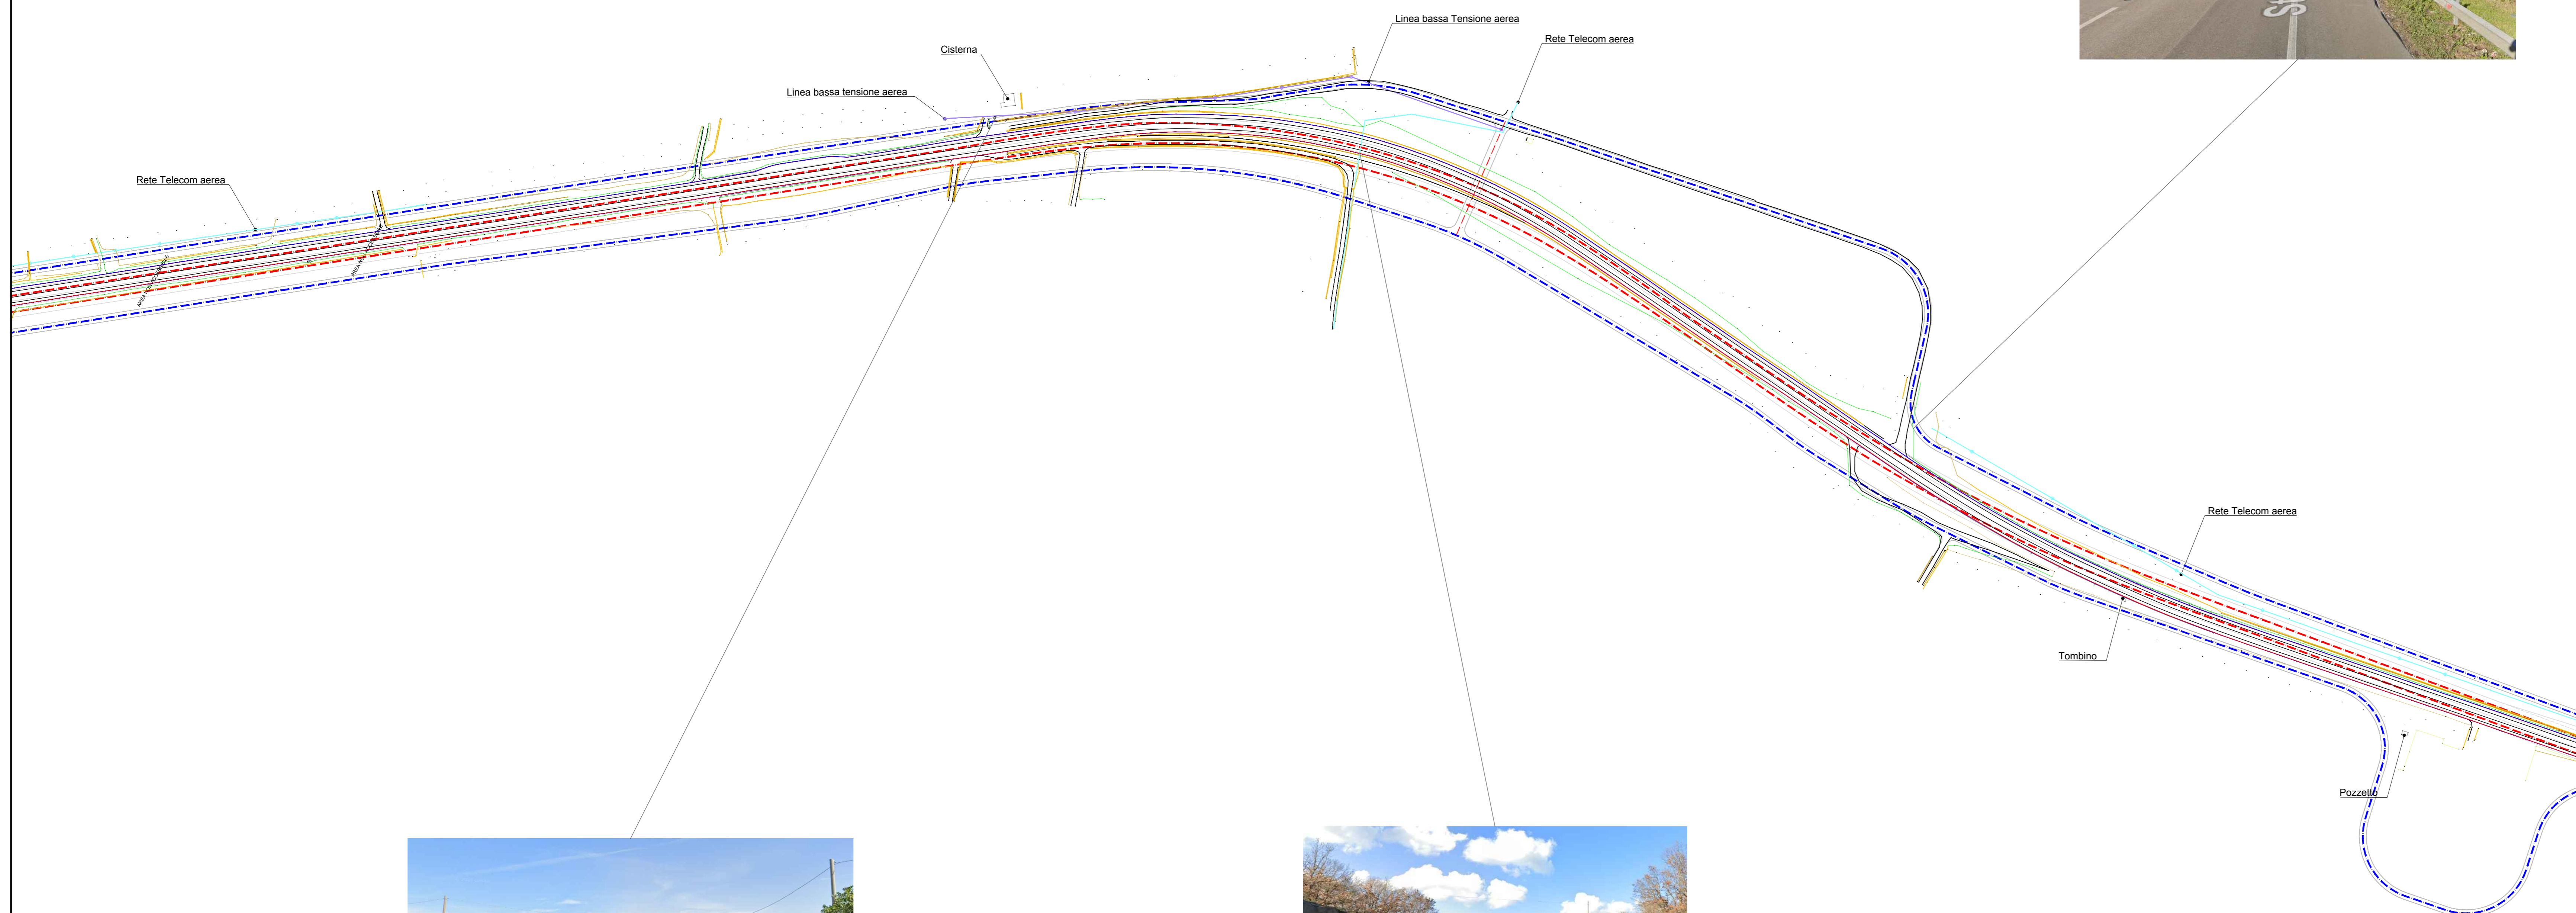 Linea bassa Tensione aerea
Rete Telecom aerea
Cisterna
Linea bassa tensione aerea
Rete Telecom aerea
Rete Telecom aerea
Tombino
Pozzetto